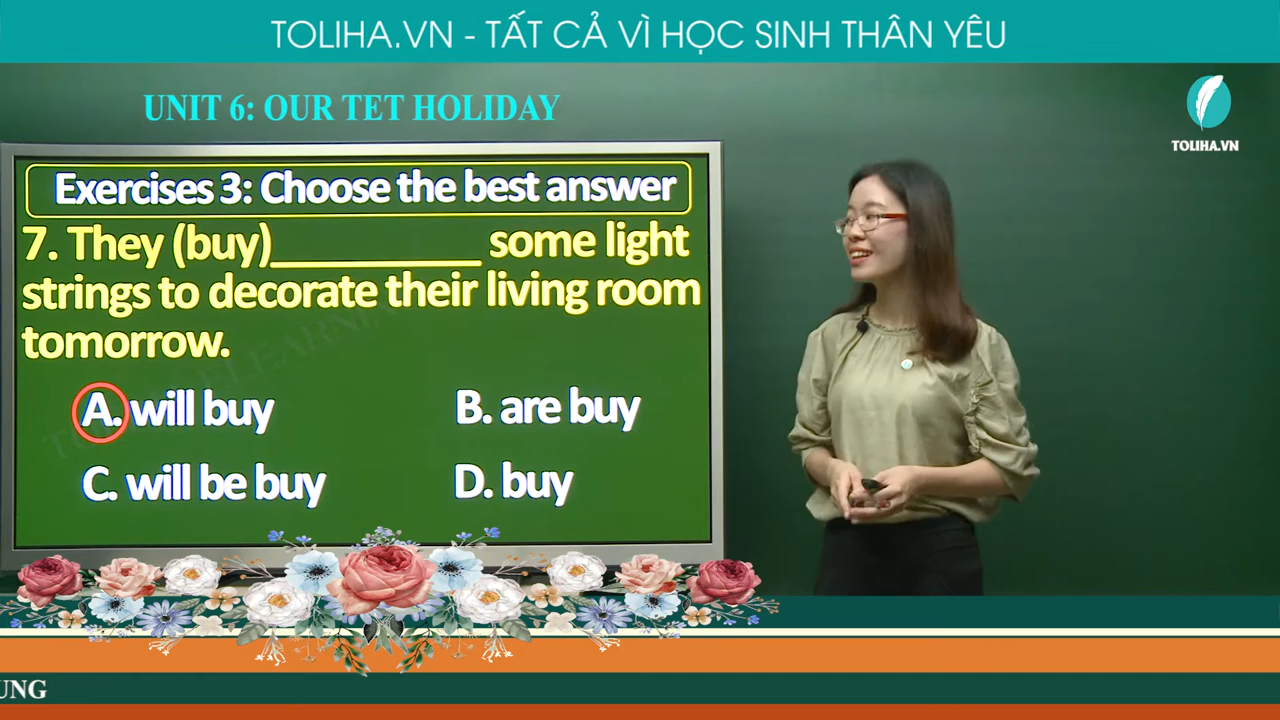 TOLIHA.VN - TẤT CẢ VÌ HỌC SINH THÂN YÊU
UNIT 6: OUR TET HOLIDAY
TOLIHA.VN
Exercises 3: Choose the best answer
7. They (buy)_________ some light
strings to decorate their living room
tomorrow.
A. will buy
B. are buy
C. will be buy
D. buy
UNG